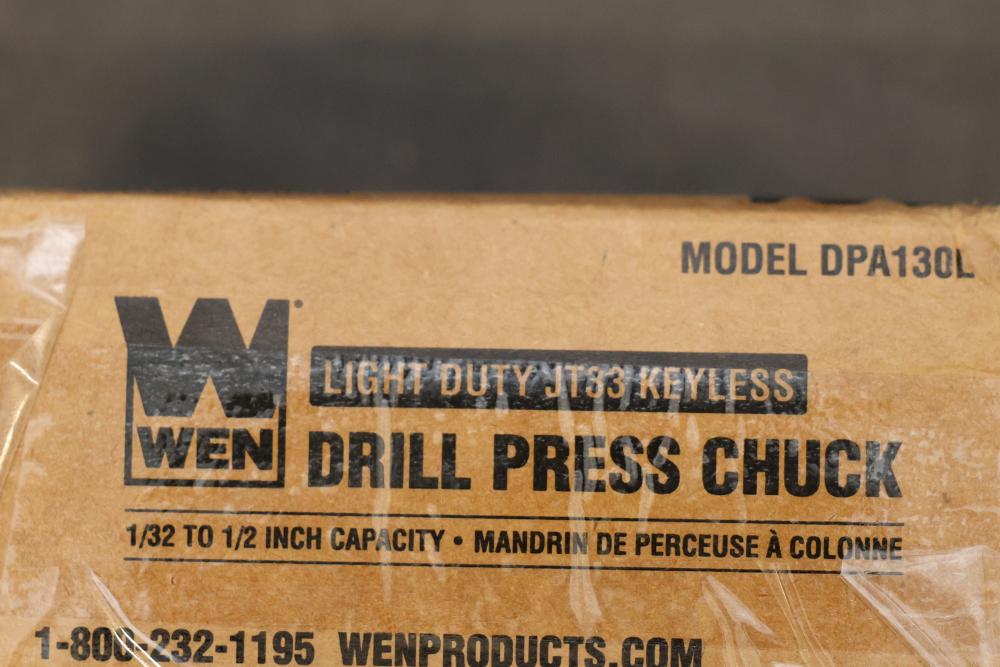 MODEL DPA130L
LIGHT DUTY JT33 KEYLESS
WEN
DRILL PRESS CHUCK
1/32 TO 1/2 INCH CAPACITY • MANDRIN DE PERCEUSE À COLONNE
1-800-232-1195 WENPRODUCTS.COM